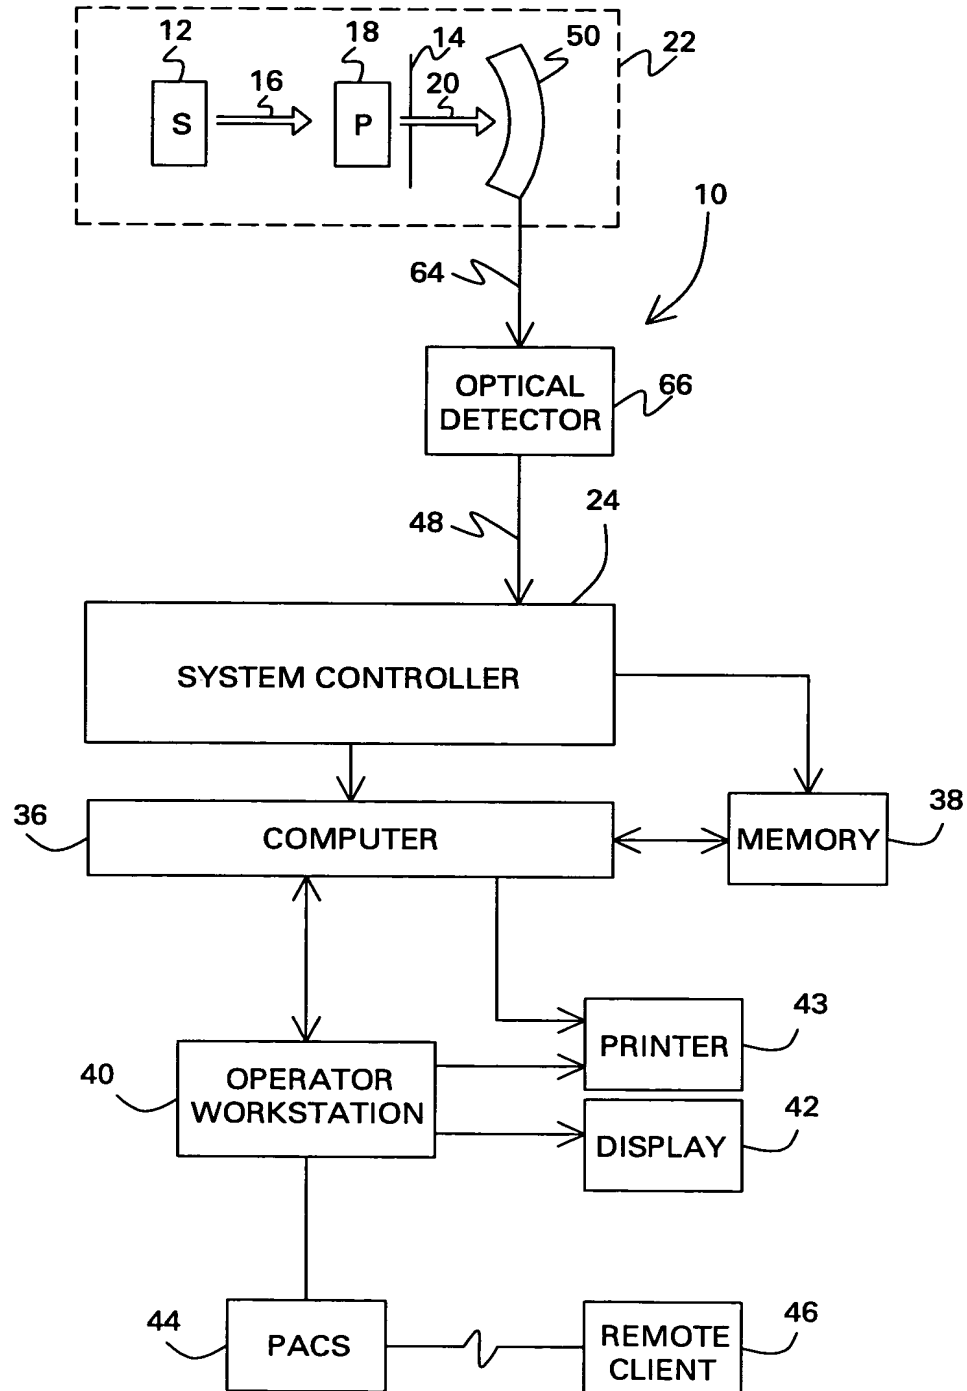 12
18
14
50
22
16
20
S
P
10
64
OPTICAL
DETECTOR
66
48
24
SYSTEM CONTROLLER
36
COMPUTER
MEMORY
38
43
PRINTER
40
OPERATOR
WORKSTATION
42
DISPLAY
44
PACS
REMOTE
CLIENT
46